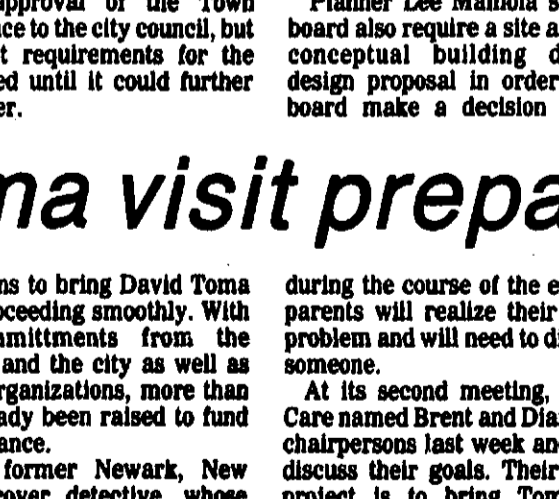 approval of the Town
ce to the city council, but
t requirements for the
ed until it could further
er.
Planner Lee
board also require a site a
conceptual building d
design proposal in order
board make a decision
ma visit prepa
ns to bring David Toma
oceeding smoothly. With
mmittments from the
and the city as well as
rganizations, more than
ady been raised to fund
ance.
former Newark, New
cover detective, whose
during the course of the e
parents will realize their
problem and will need to di
someone.
At its second meeting,
Care named Brent and Dia
chairpersons last week an
discuss their goals. Their
project is to bring Tom